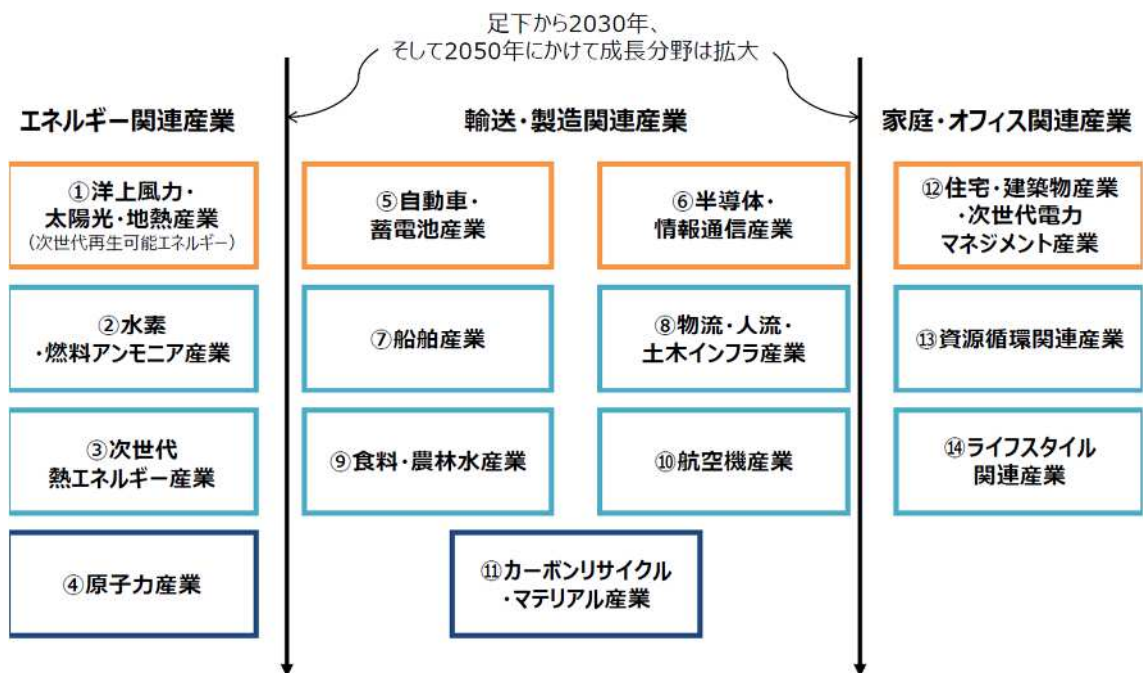 足下から2030年、
そして2050年にかけて成長分野は拡大
エネルギー関連産業
輸送・製造関連産業
家庭・オフィス関連産業
①洋上風力・
太陽光・地熱産業
（次世代再生可能エネルギー）
②水素
・燃料アンモニア産業
③次世代
熱エネルギー産業
④原子力産業
⑤自動車・
蓄電池産業
⑥半導体・
情報通信産業
⑦船舶産業
⑧物流・人流・
土木インフラ産業
⑨食料・農林水産業
⑩航空機産業
⑪カーボンリサイクル
・マテリアル産業
⑫住宅・建築物産業
・次世代電力
マネジメント産業
⑬資源循環関連産業
⑭ライフスタイル
関連産業